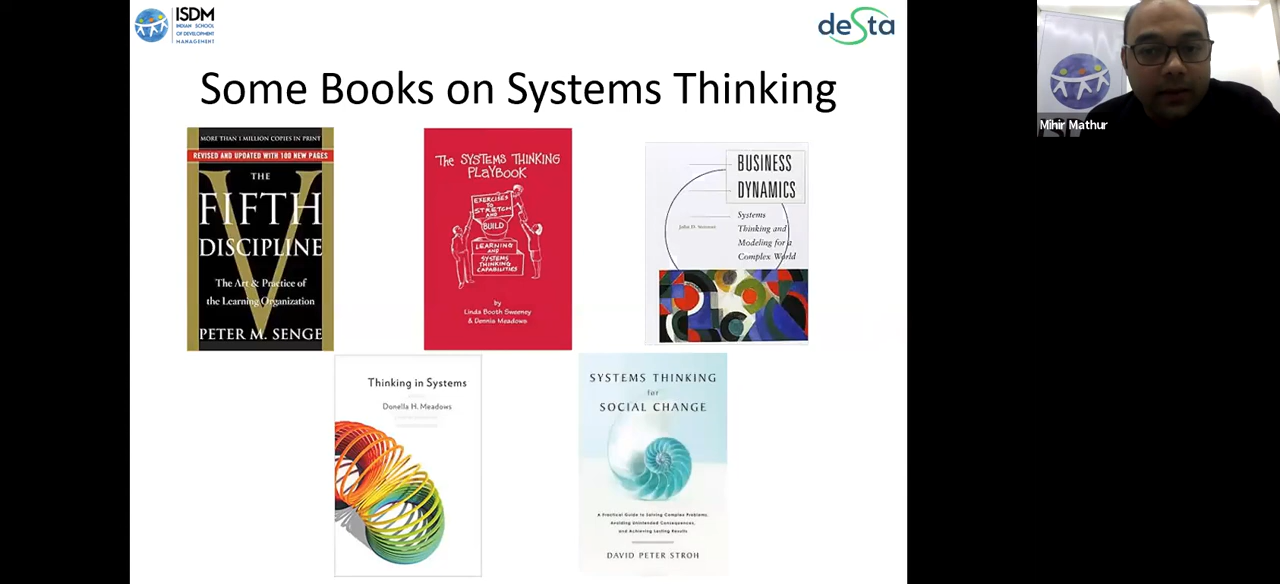 ISDM
INDIAN SCHOOL
OF DEVELOPMENT
MANAGEMENT
desta
Some Books on Systems Thinking
MORE THAN 1 MILLION COPIES IN PRINT
REVISED AND UPDATED WITH 100 NEW PAGES
THE
FIFTH
DISCIPLINE
The Art & Practice of
the Learning Organization
PETER M. SENGE
The SYSTEMS THINKING
PLAYBOOK
EXERCISES
TO
STRETCH
AND
BUILD
LEARNING
AND
SYSTEMS
THINKING
CAPABILITIES
by
Linda Booth Sweeney
& Dennis Meadows
BUSINESS
DYNAMICS
Systems
Thinking and
Modeling for a
Complex World
John D. Sterman
Thinking in Systems
Donella H. Meadows
SYSTEMS THINKING
for
SOCIAL CHANGE
A Practical Guide to Solving Complex Problems,
Avoiding Unintended Consequences,
and Achieving Lasting Results
DAVID PETER STROH
Mihir Mathur